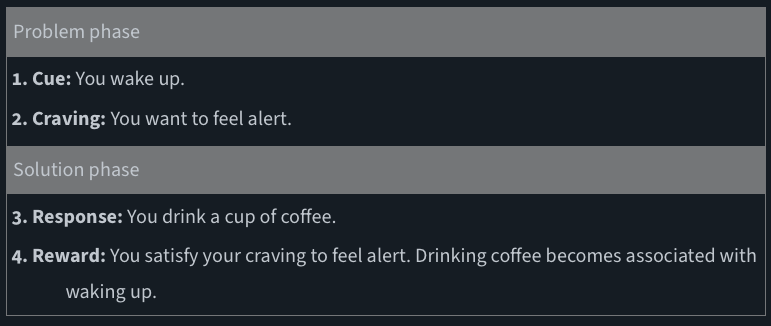 Problem phase
1. Cue: You wake up.
2. Craving: You want to feel alert.
Solution phase
3. Response: You drink a cup of coffee.
4. Reward: You satisfy your craving to feel alert. Drinking coffee becomes associated with
waking up.